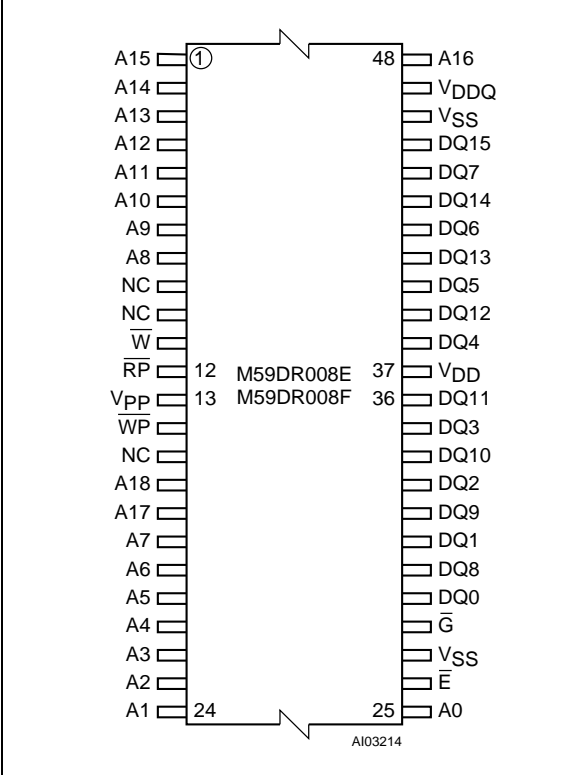 A15 1 48 A16
A14 VDDQ
A13 VSS
A12 DQ15
A11 DQ7
A10 DQ14
A9 DQ6
A8 DQ13
NC DQ5
NC DQ12
W̅ DQ4
R̅P̅ 12 M59DR008E 37 VDD
VPP 13 M59DR008F 36 DQ11
W̅P̅ DQ3
NC DQ10
A18 DQ2
A17 DQ9
A7 DQ1
A6 DQ8
A5 DQ0
A4 G̅
A3 VSS
A2 E̅
A1 24 25 A0
AI03214